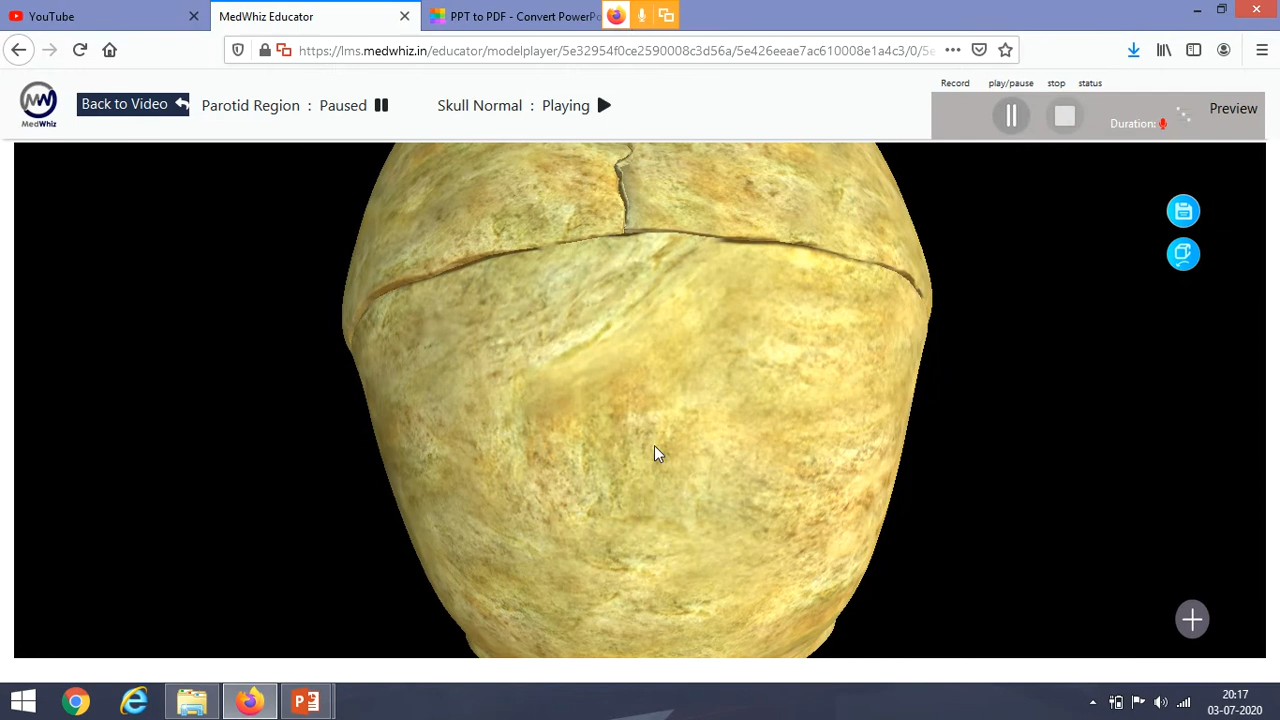 YouTube
MedWhiz Educator
PPT to PDF - Convert PowerPo
https://lms.medwhiz.in/educator/modelplayer/5e32954f0ce2590008c3d56a/5e426eeae7ac610008e1a4c3/0/5e
MW
MedWhiz
Back to Video
Parotid Region : Paused
Skull Normal : Playing
Record play/pause stop status
Duration:
Preview
20:17
03-07-2020